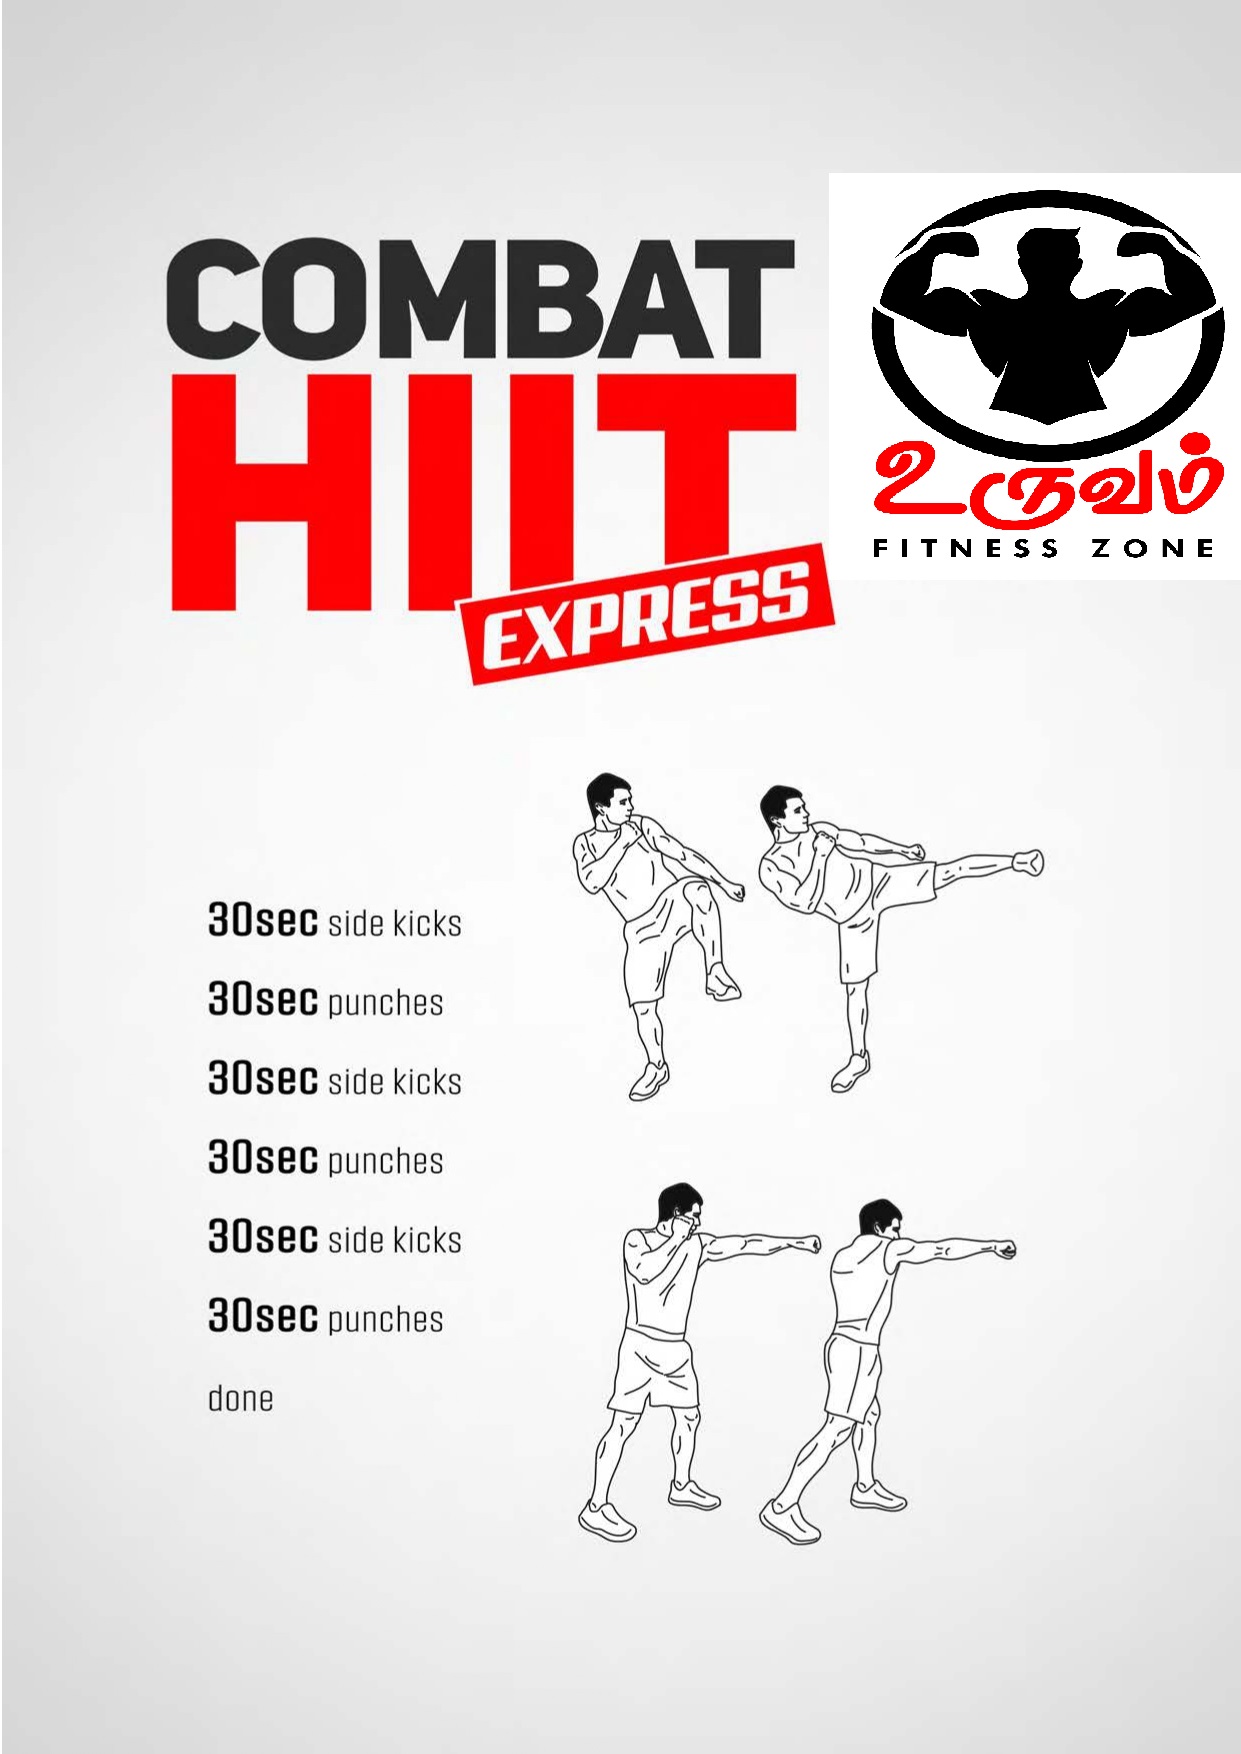 COMBAT
HIIT
EXPRESS
உருவம்
FITNESS ZONE
30sec side kicks
30sec punches
30sec side kicks
30sec punches
30sec side kicks
30sec punches
done